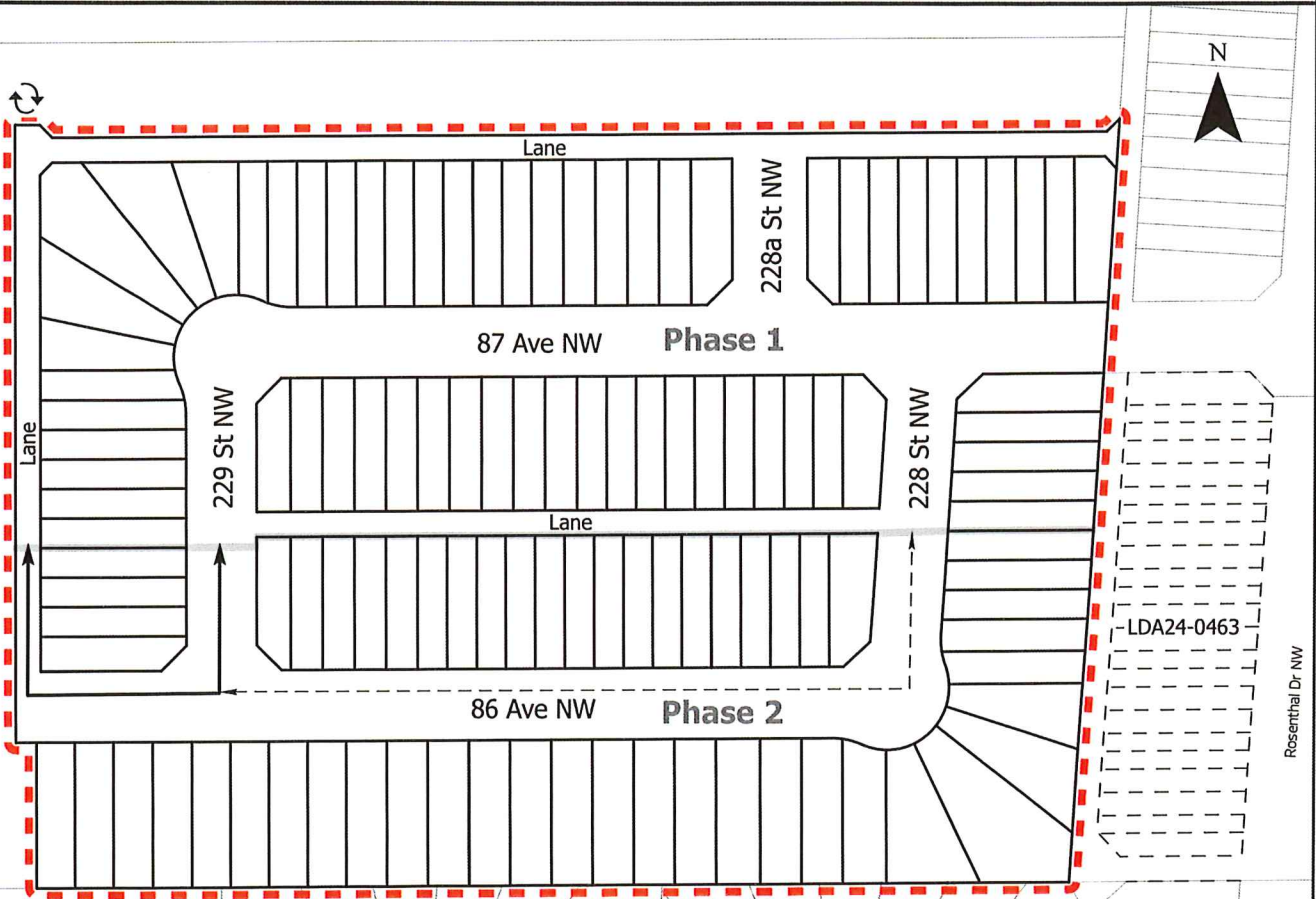 N
Lane
228a St NW
87 Ave NW
Phase 1
229 St NW
228 St NW
Lane
Lane
LDA24-0463
Rosenthal Dr NW
86 Ave NW
Phase 2